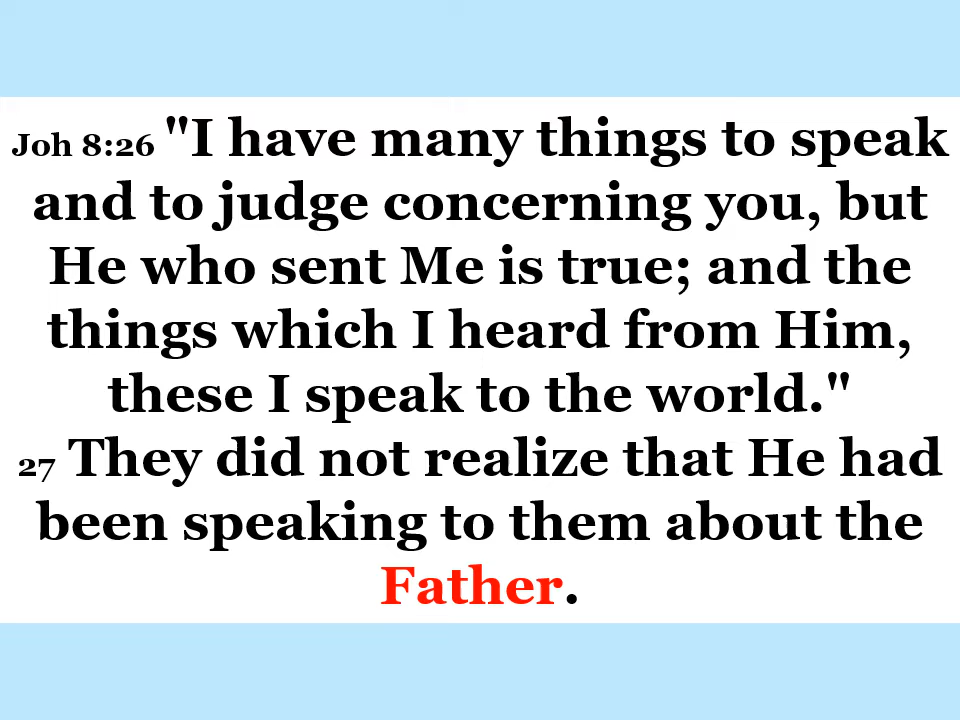 Joh 8:26 "I have many things to speak
and to judge concerning you, but
He who sent Me is true; and the
things which I heard from Him,
these I speak to the world."
27 They did not realize that He had
been speaking to them about the
Father.